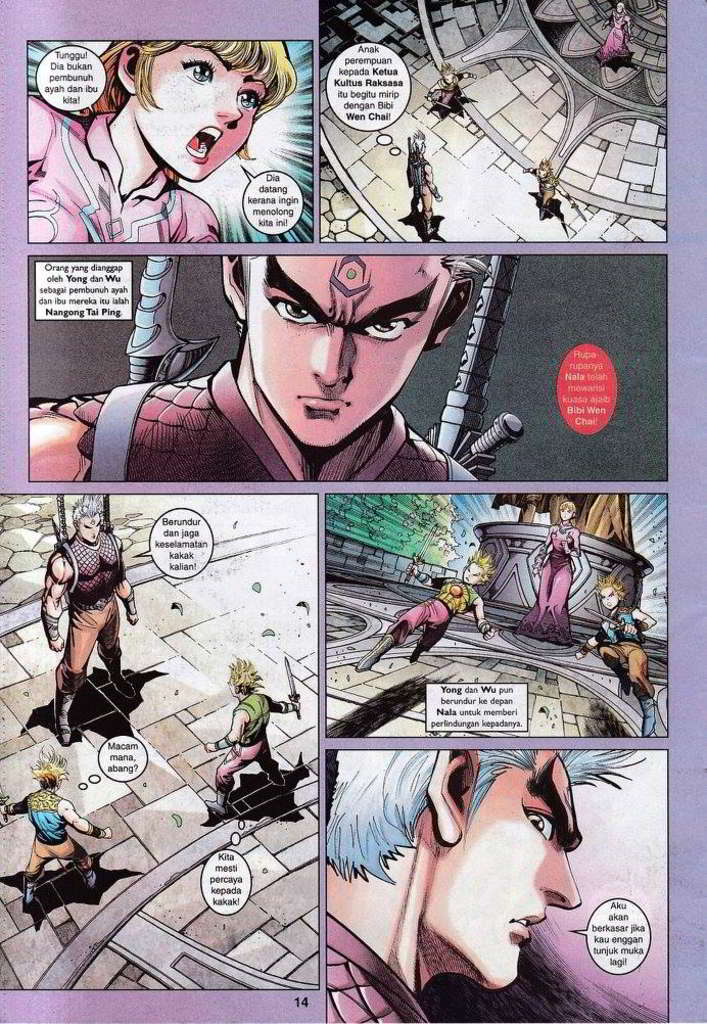 Tunggu!
Dia bukan
pembunuh
ayah dan ibu
kita!
Dia
datang
kerana ingin
menolong
kota ini!
Anak
perempuan
kepada Ketua
Kultus Raksasa
itu begitu mirip
dengan Bibi
Wen Chai!
Orang yang dianggap
oleh Yong dan Wu
sebagai pembunuh ayah
dan ibu mereka itu ialah
Nangong Tai Ping.
Rupa-
rupanya
Nala telah
mewarisi
kuasa ajaib
Bibi Wen
Chai!
Berundur
dan jaga
keselamatan
kakak
kalian!
Macam
mana,
abang?
Kita
mesti
percaya
kepada
kakak!
Yong dan Wu pun
berundur ke depan
Nala untuk memberi
perlindungan kepadanya.
Aku
akan
berkasar jika
kau enggan
tunjuk muka
lagi!
14